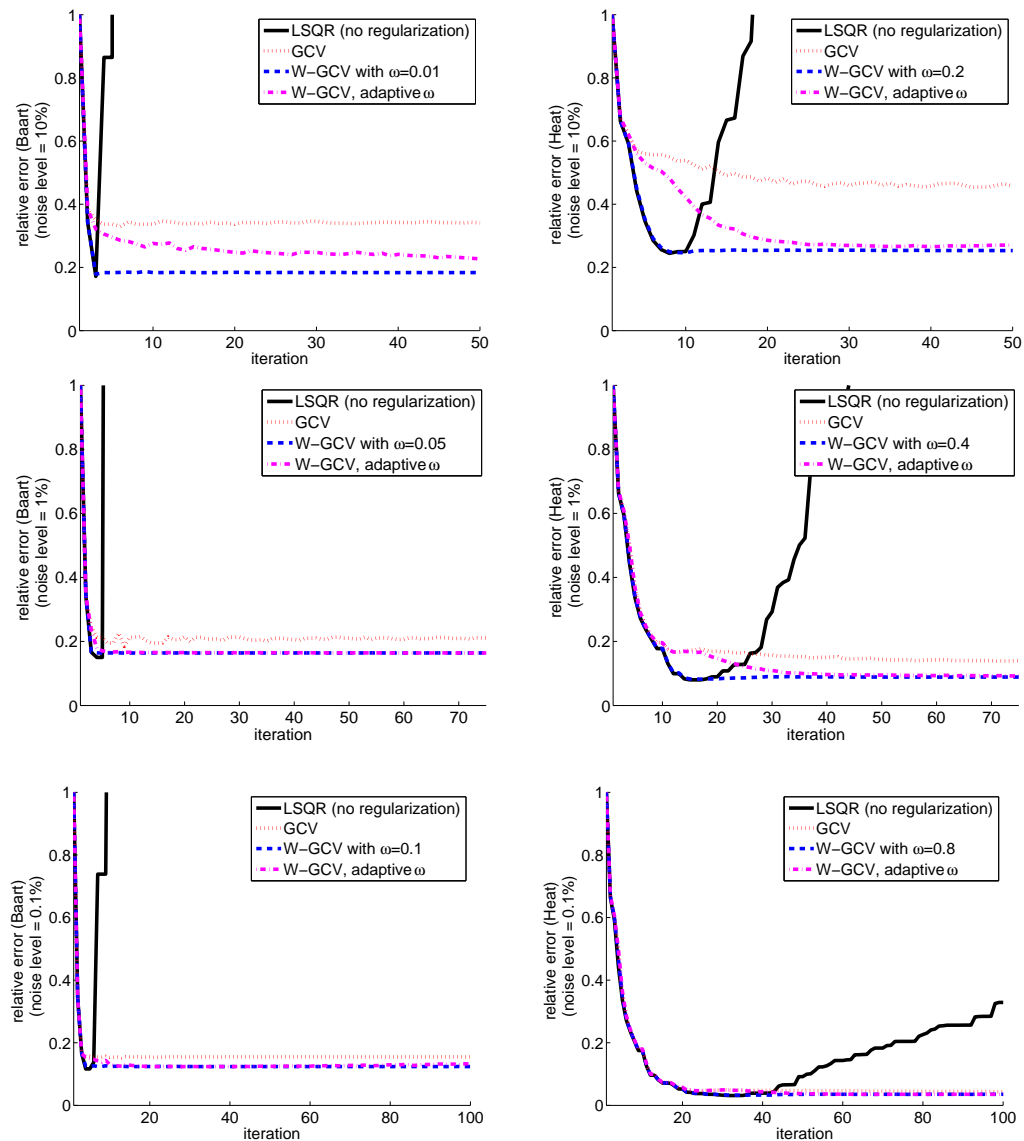 relative error (Baart)
(noise level = 10%)
1
0.8
0.6
0.4
0.2
0
10
20
30
40
50
iteration
LSQR (no regularization)
GCV
W−GCV with ω=0.01
W−GCV, adaptive ω
relative error (Heat)
(noise level = 10%)
1
0.8
0.6
0.4
0.2
0
10
20
30
40
50
iteration
LSQR (no regularization)
GCV
W−GCV with ω=0.2
W−GCV, adaptive ω
relative error (Baart)
(noise level = 1%)
1
0.8
0.6
0.4
0.2
0
10
20
30
40
50
60
70
iteration
LSQR (no regularization)
GCV
W−GCV with ω=0.05
W−GCV, adaptive ω
relative error (Heat)
(noise level = 1%)
1
0.8
0.6
0.4
0.2
0
10
20
30
40
50
60
70
iteration
LSQR (no regularization)
GCV
W−GCV with ω=0.4
W−GCV, adaptive ω
relative error (Baart)
(noise level = 0.1%)
1
0.8
0.6
0.4
0.2
0
20
40
60
80
100
iteration
LSQR (no regularization)
GCV
W−GCV with ω=0.1
W−GCV, adaptive ω
relative error (Heat)
(noise level = 0.1%)
1
0.8
0.6
0.4
0.2
0
20
40
60
80
100
iteration
LSQR (no regularization)
GCV
W−GCV with ω=0.8
W−GCV, adaptive ω